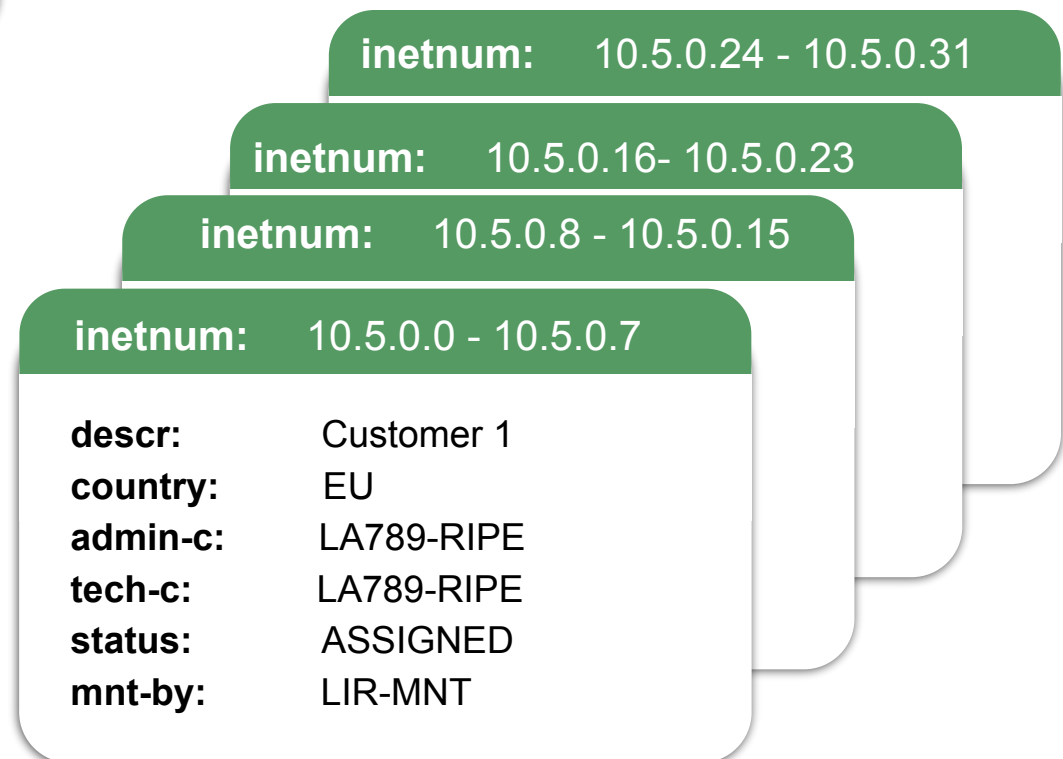 inetnum: 10.5.0.24 - 10.5.0.31
inetnum: 10.5.0.16- 10.5.0.23
inetnum: 10.5.0.8 - 10.5.0.15
inetnum: 10.5.0.0 - 10.5.0.7
descr: Customer 1
country: EU
admin-c: LA789-RIPE
tech-c: LA789-RIPE
status: ASSIGNED
mnt-by: LIR-MNT